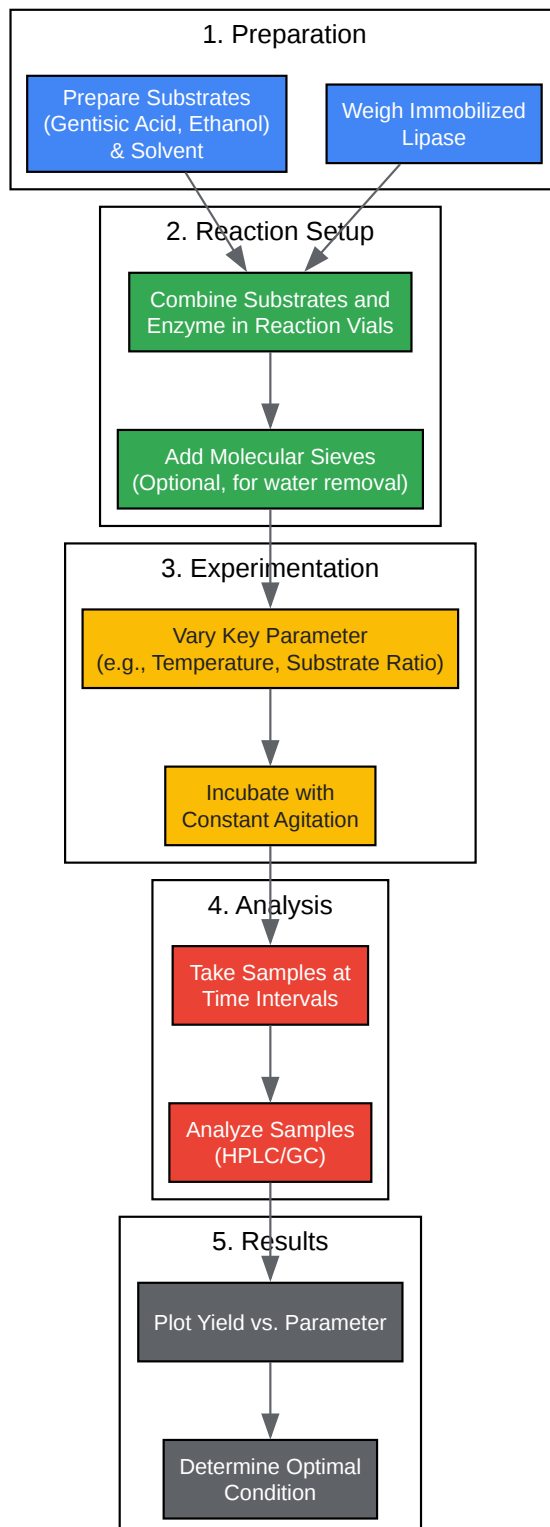 1. Preparation
Prepare Substrates
(Gentisic Acid, Ethanol)
& Solvent
Weigh Immobilized
Lipase
2. Reaction Setup
Combine Substrates and
Enzyme in Reaction Vials
Add Molecular Sieves
(Optional, for water removal)
3. Experimentation
Vary Key Parameter
(e.g., Temperature, Substrate Ratio)
Incubate with
Constant Agitation
4. Analysis
Take Samples at
Time Intervals
Analyze Samples
(HPLC/GC)
5. Results
Plot Yield vs. Parameter
Determine Optimal
Condition